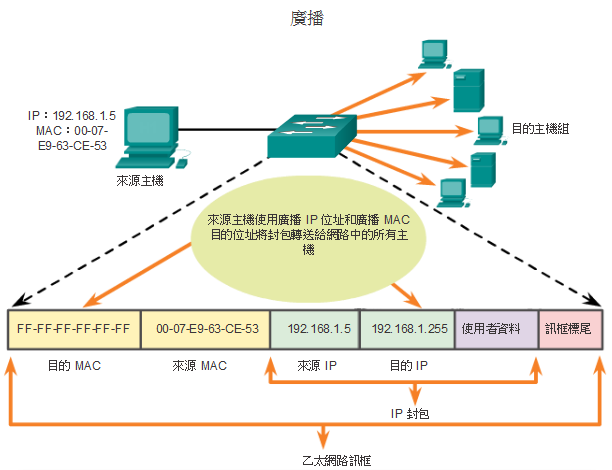 廣播
IP：192.168.1.5
MAC：00-07-
E9-63-CE-53
來源主機
目的主機組
來源主機使用廣播 IP 位址和廣播 MAC
目的位址將封包轉送給網路中的所有主
機
FF-FF-FF-FF-FF-FF
00-07-E9-63-CE-53
192.168.1.5
192.168.1.255
使用者資料
訊框標尾
目的 MAC
來源 MAC
來源 IP
目的 IP
IP 封包
乙太網路訊框